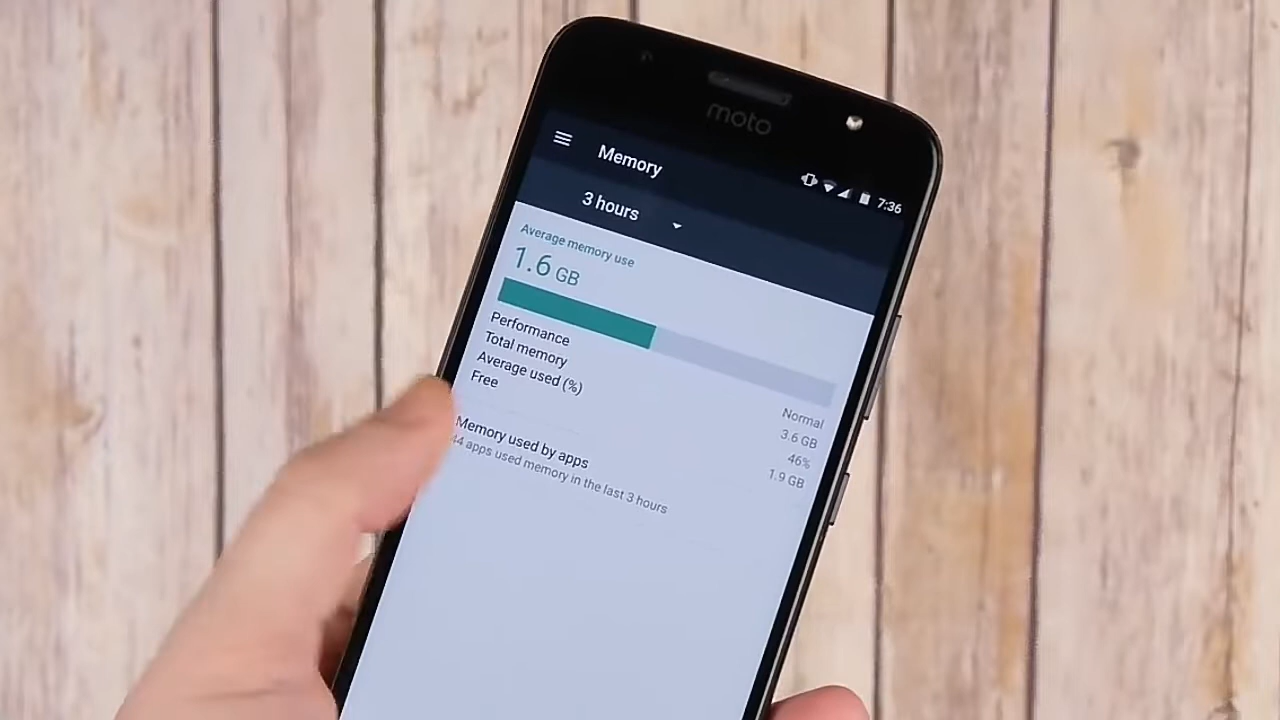 moto
7:36
Memory
3 hours
Average memory use
1.6 GB
Performance Normal
Total memory 3.6 GB
Average used (%) 46%
Free 1.9 GB
Memory used by apps
44 apps used memory in the last 3 hours